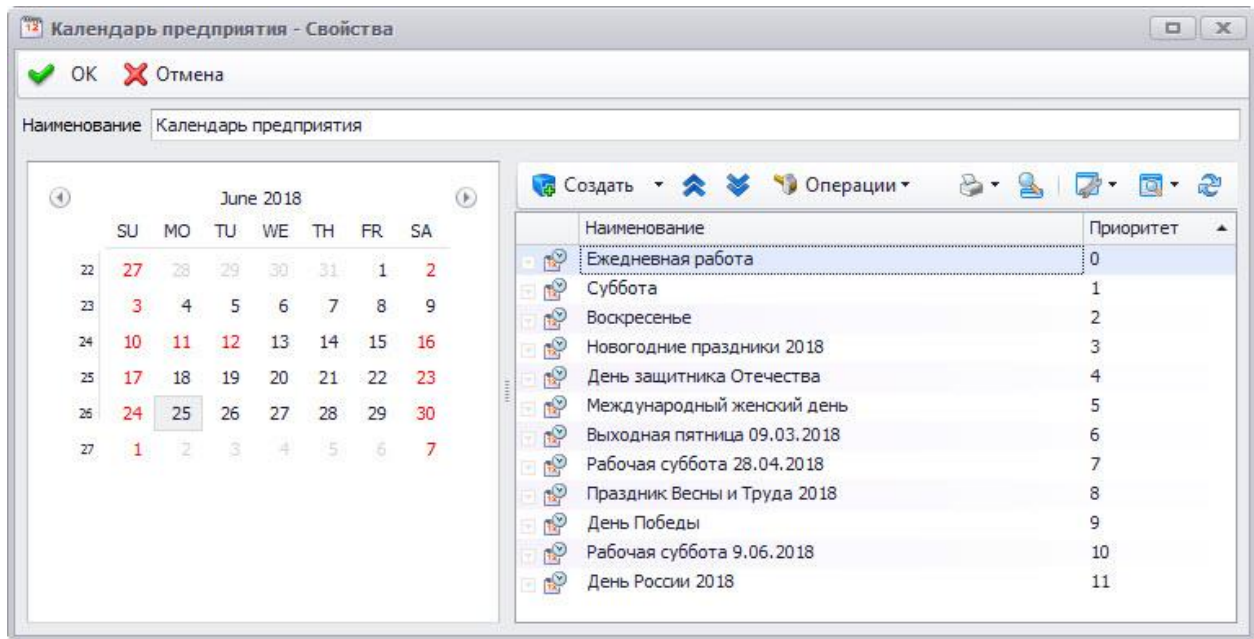 Календарь предприятия - Свойства
ОК Отмена
Наименование Календарь предприятия
June 2018
SU MO TU WE TH FR SA
22 27 28 29 30 31 1 2
23 3 4 5 6 7 8 9
24 10 11 12 13 14 15 16
25 17 18 19 20 21 22 23
26 24 25 26 27 28 29 30
27 1 2 3 4 5 6 7
Создать Операции
Наименование Приоритет
Ежедневная работа 0
Суббота 1
Воскресенье 2
Новогодние праздники 2018 3
День защитника Отечества 4
Международный женский день 5
Выходная пятница 09.03.2018 6
Рабочая суббота 28.04.2018 7
Праздник Весны и Труда 2018 8
День Победы 9
Рабочая суббота 9.06.2018 10
День России 2018 11